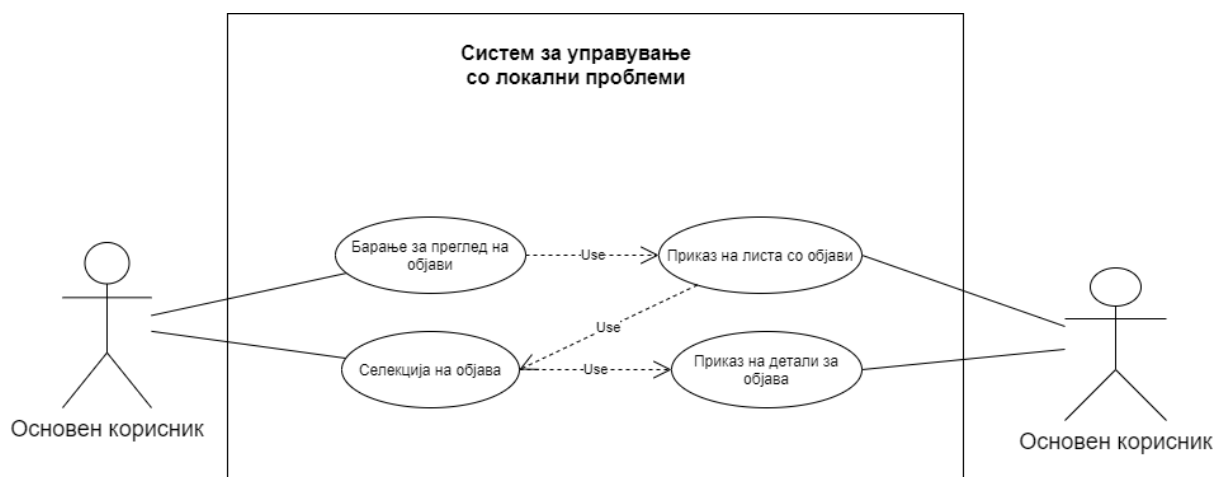 Систем за управување
со локални проблеми
Барање за преглед на
објави
Use
Приказ на листа со објави
Use
Селекција на објава
Use
Приказ на детали за
објава
Основен корисник
Основен корисник